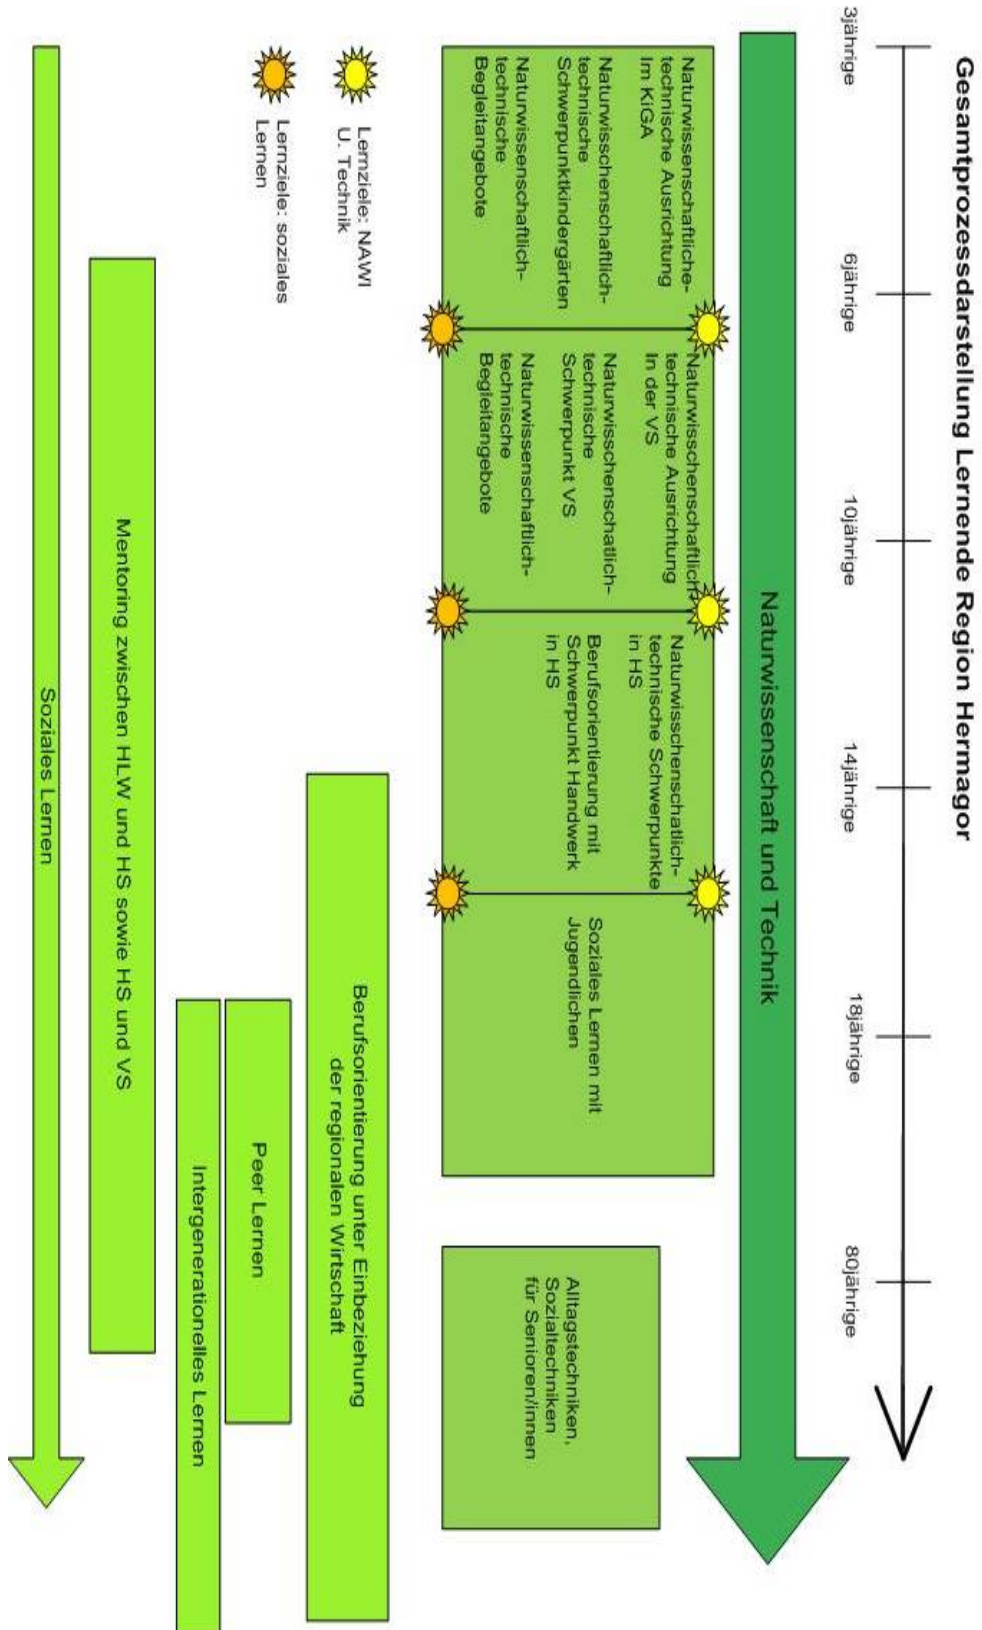 Gesamtprozessdarstellung Lernende Region Hermagor
3jährige
6jährige
10jährige
14jährige
18jährige
80jährige
Naturwissenschaft und Technik
Naturwissenschaftliche-
technische Ausrichtung
Im KiGA
Naturwisschenschaftlich-
technische
Schwerpunktkindergärten
Naturwissenschaftlich-
technische
Begleitangebote
Naturwisschenschaftlich-
technische Ausrichtung
In der VS
Naturwisschenschatlich-
technische
Schwerpunkt VS
Naturwissenschaftlich-
technische
Begleitangebote
Naturwisschenschatlich-
technische Schwerpunkte
in HS
Berufsorientierung mit
Schwerpunkt Handwerk
in HS
Soziales Lernen mit
Jugendlichen
Alltagstechniken,
Sozialtechniken
für Senioren/innen
Lernziele: NAWI
U. Technik
Lernziele: soziales
Lernen
Berufsorientierung unter Einbeziehung
der regionalen Wirtschaft
Peer Lernen
Intergenerationelles Lernen
Mentoring zwischen HLW und HS sowie HS und VS
Soziales Lernen